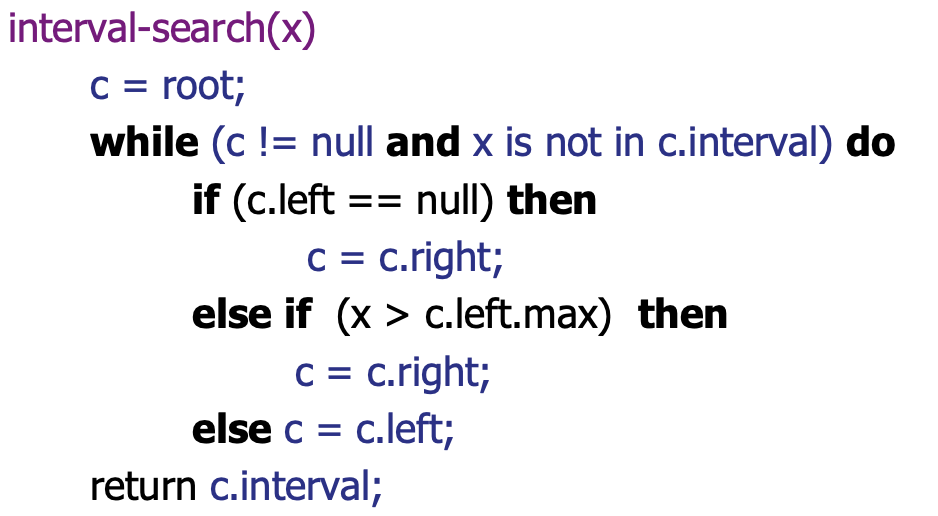 interval-search(x)
c = root;
while (c != null and x is not in c.interval) do
if (c.left == null) then
c = c.right;
else if (x > c.left.max) then
c = c.right;
else c = c.left;
return c.interval;